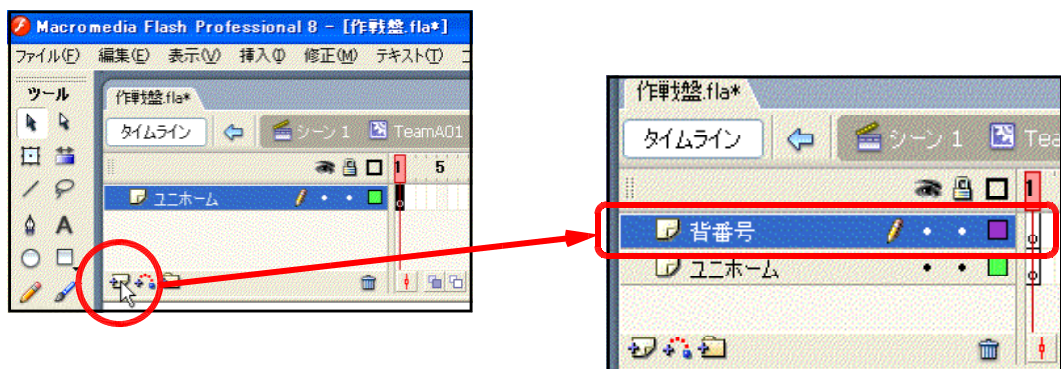 Macromedia Flash Professional 8 - [作戦盤.fla*]
ファイル(F) 編集(E) 表示(V) 挿入(I) 修正(M) テキスト(T)
ツール
作戦盤.fla*
タイムライン シーン 1 TeamA01
1 5
ユニホーム
作戦盤.fla*
タイムライン シーン 1 Tea
1
背番号
ユニホーム